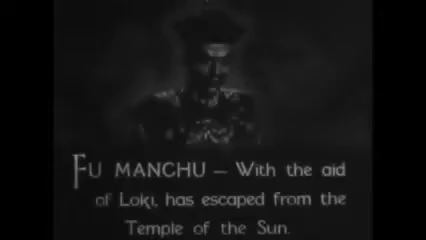 FU MANCHU — With the aid
of Loki, has escaped from the
Temple of the Sun.